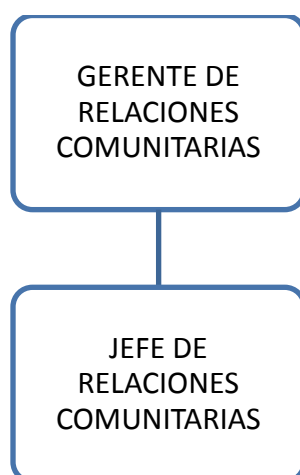 GERENTE DE
RELACIONES
COMUNITARIAS
JEFE DE
RELACIONES
COMUNITARIAS